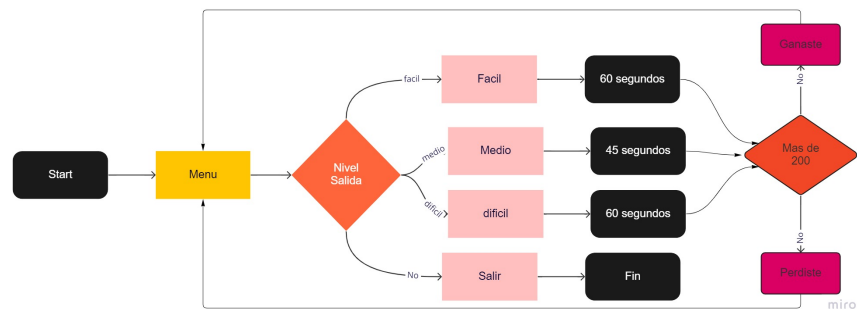 Ganaste
No
facil
Facil
60 segundos
Mas de
200
Start
Menu
Nivel
Salida
medio
Medio
45 segundos
dificil
dificil
60 segundos
No
No
Salir
Fin
Perdiste
miro